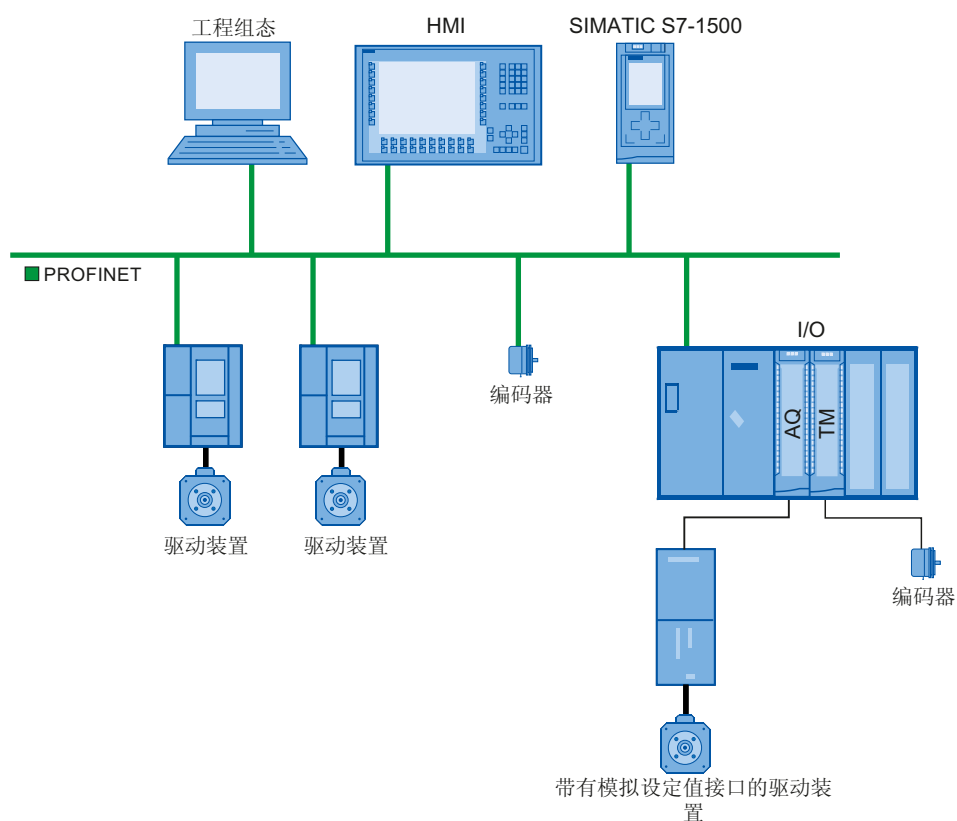 工程组态
HMI
SIMATIC S7-1500
PROFINET
I/O
编码器
AQ
TM
驱动装置
驱动装置
编码器
带有模拟设定值接口的驱动装
置